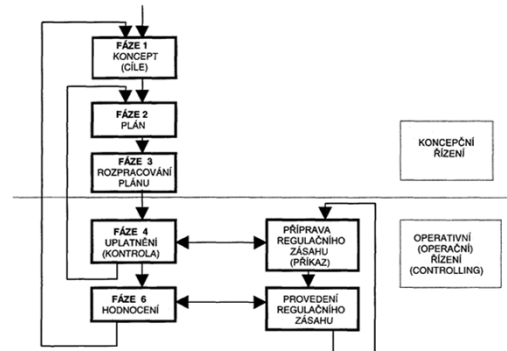 FÁZE 1
KONCEPT
(CÍLE)
FÁZE 2
PLÁN
FÁZE 3
ROZPRACOVÁNÍ
PLÁNU
KONCEPČNÍ
ŘÍZENÍ
FÁZE 4
UPLATNĚNÍ
(KONTROLA)
PŘÍPRAVA
REGULAČNÍHO
ZÁSAHU
(PŘÍKAZ)
OPERATIVNÍ
(OPERAČNÍ)
ŘÍZENÍ
(CONTROLLING)
FÁZE 6
HODNOCENÍ
PROVEDENÍ
REGULAČNÍHO
ZÁSAHU